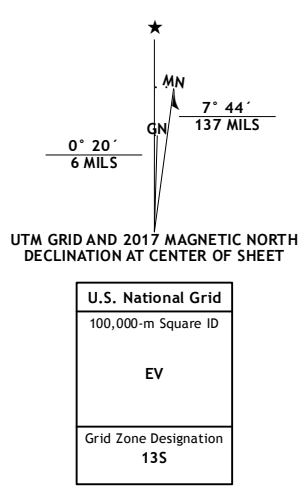 MN
7° 44´
137 MILS
GN
0° 20´
6 MILS
UTM GRID AND 2017 MAGNETIC NORTH
DECLINATION AT CENTER OF SHEET
U.S. National Grid
100,000-m Square ID
EV
Grid Zone Designation
13S